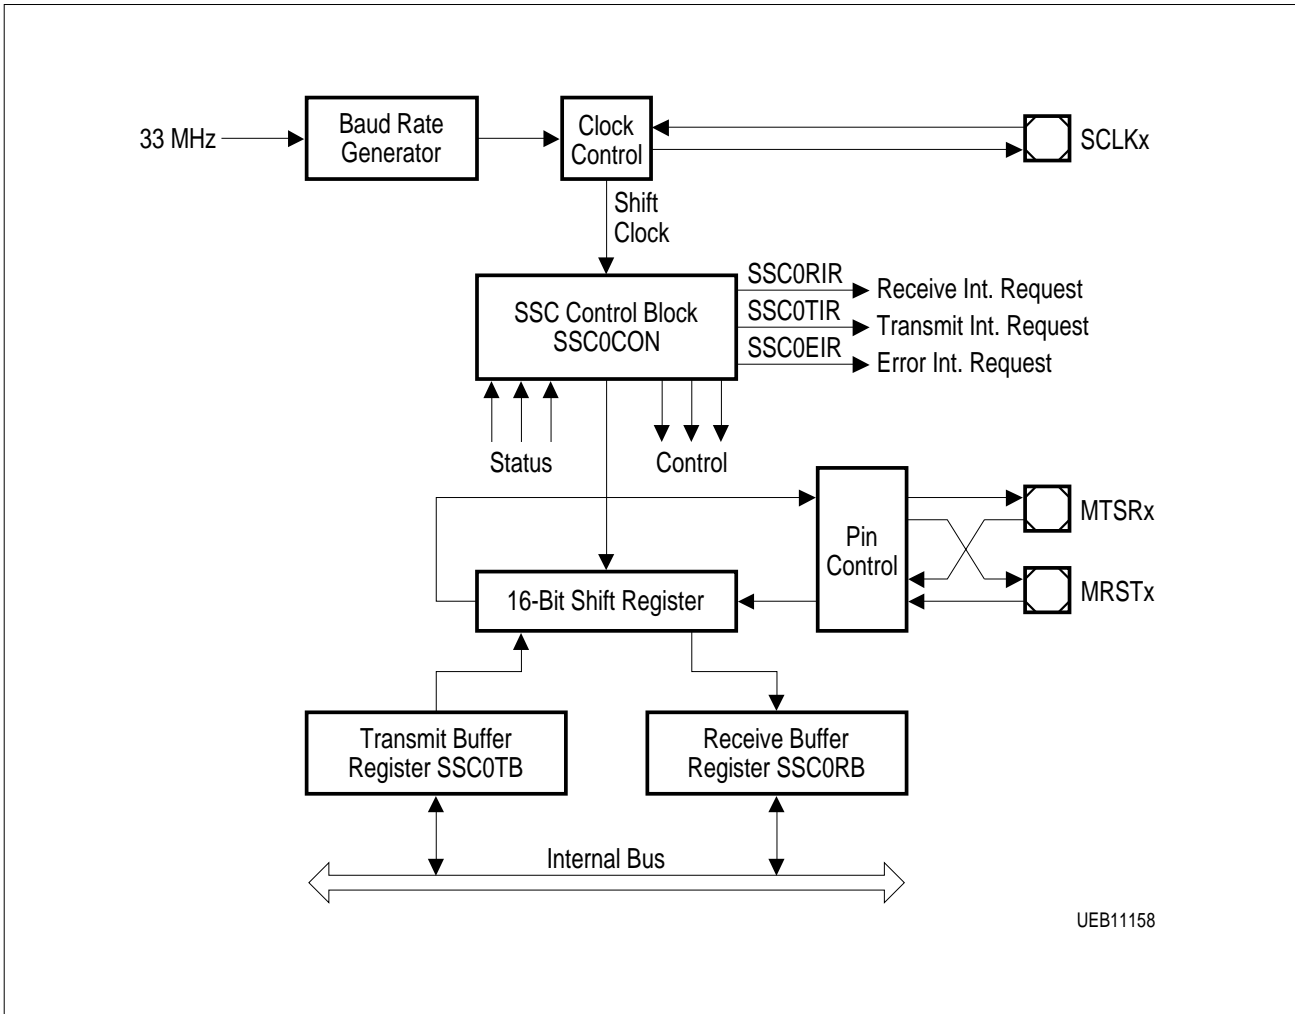 33 MHz
Baud Rate
Generator
Clock
Control
SCLKx
Shift
Clock
SSC Control Block
SSC0CON
SSC0RIR
Receive Int. Request
SSC0TIR
Transmit Int. Request
SSC0EIR
Error Int. Request
Status
Control
Pin
Control
MTSRx
MRSTx
16-Bit Shift Register
Transmit Buffer
Register SSC0TB
Receive Buffer
Register SSC0RB
Internal Bus
UEB11158